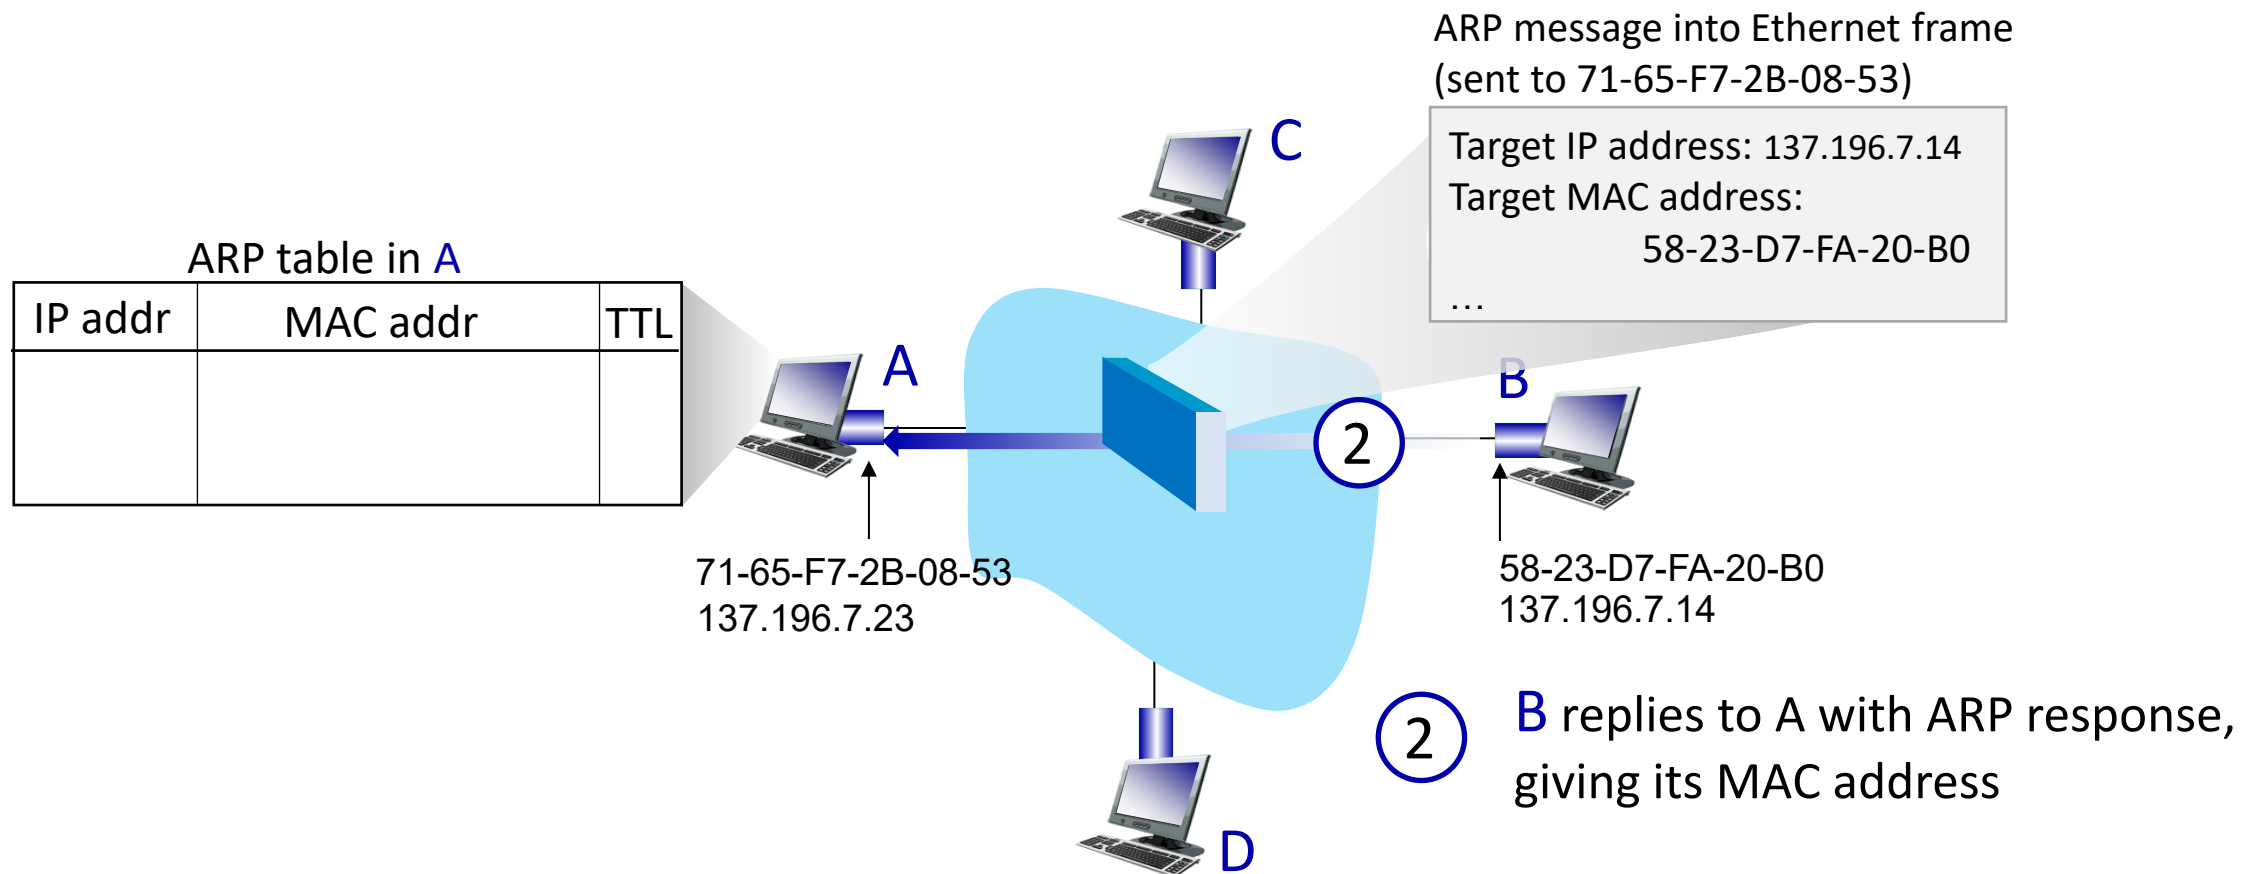 ARP message into Ethernet frame
(sent to 71-65-F7-2B-08-53)
Target IP address: 137.196.7.14
Target MAC address:
58-23-D7-FA-20-B0
…
C
ARP table in A
IP addr MAC addr TTL
A
B
2
71-65-F7-2B-08-53
137.196.7.23
58-23-D7-FA-20-B0
137.196.7.14
2 B replies to A with ARP response,
giving its MAC address
D